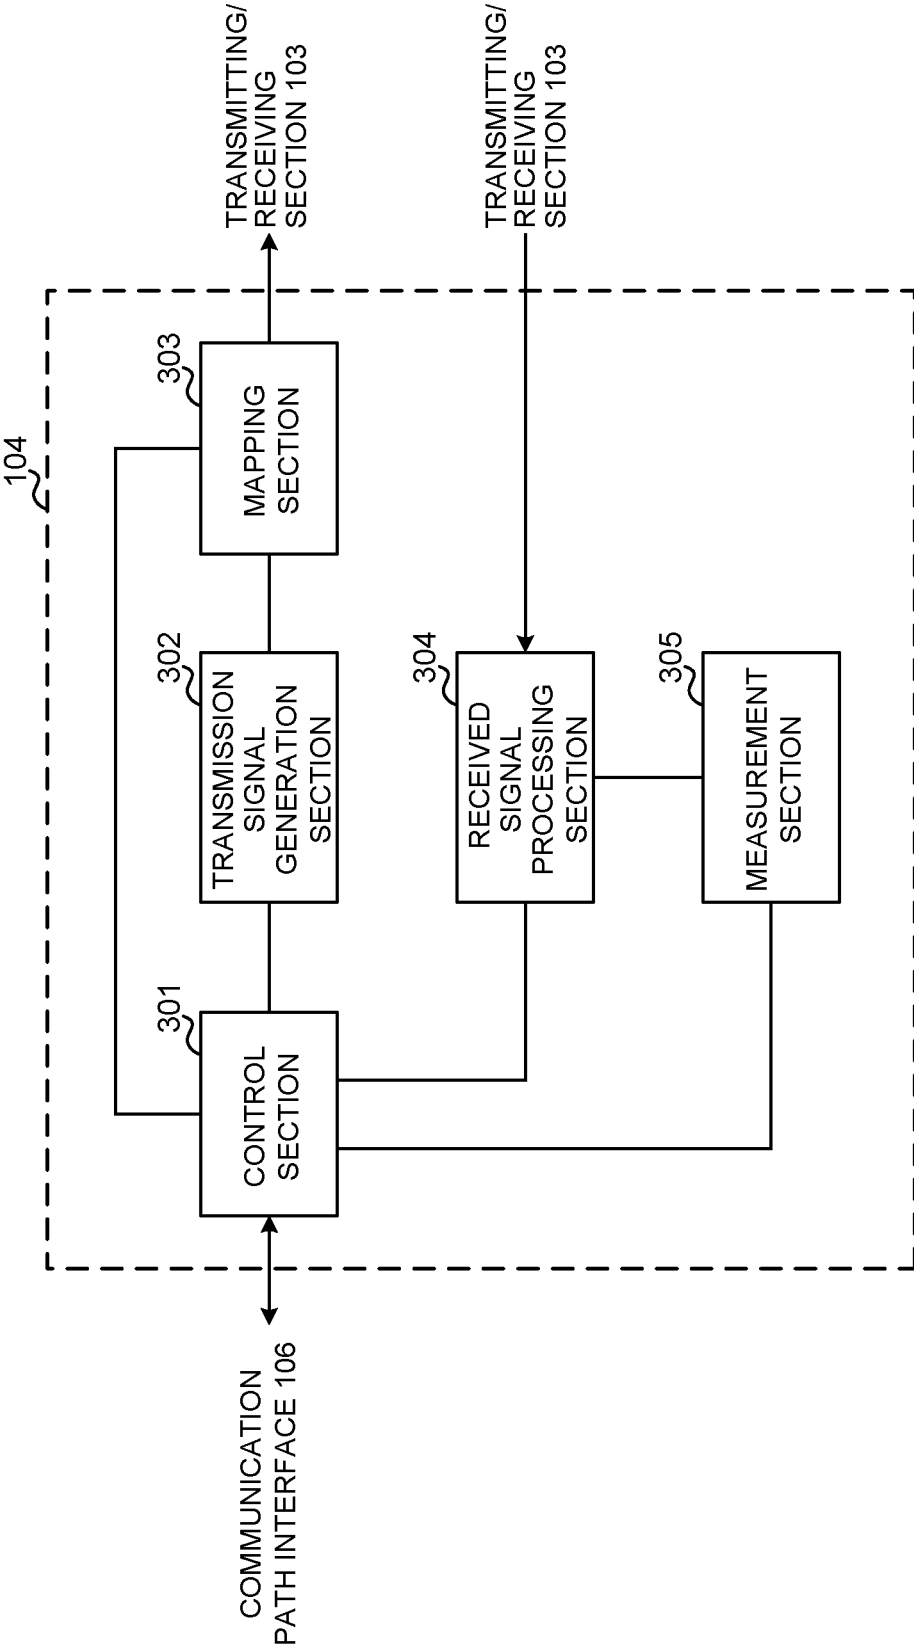 104
COMMUNICATION
PATH INTERFACE 106
301
CONTROL
SECTION
302
TRANSMISSION
SIGNAL
GENERATION
SECTION
303
MAPPING
SECTION
TRANSMITTING/
RECEIVING
SECTION 103
304
RECEIVED
SIGNAL
PROCESSING
SECTION
TRANSMITTING/
RECEIVING
SECTION 103
305
MEASUREMENT
SECTION